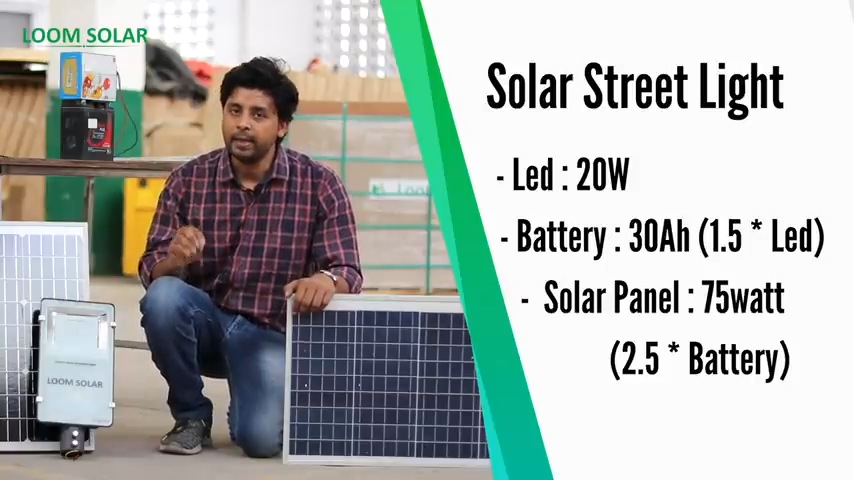 LOOM SOLAR
Solar Street Light
- Led : 20W
- Battery : 30Ah (1.5 * Led)
- Solar Panel : 75watt
(2.5 * Battery)
LOOM SOLAR